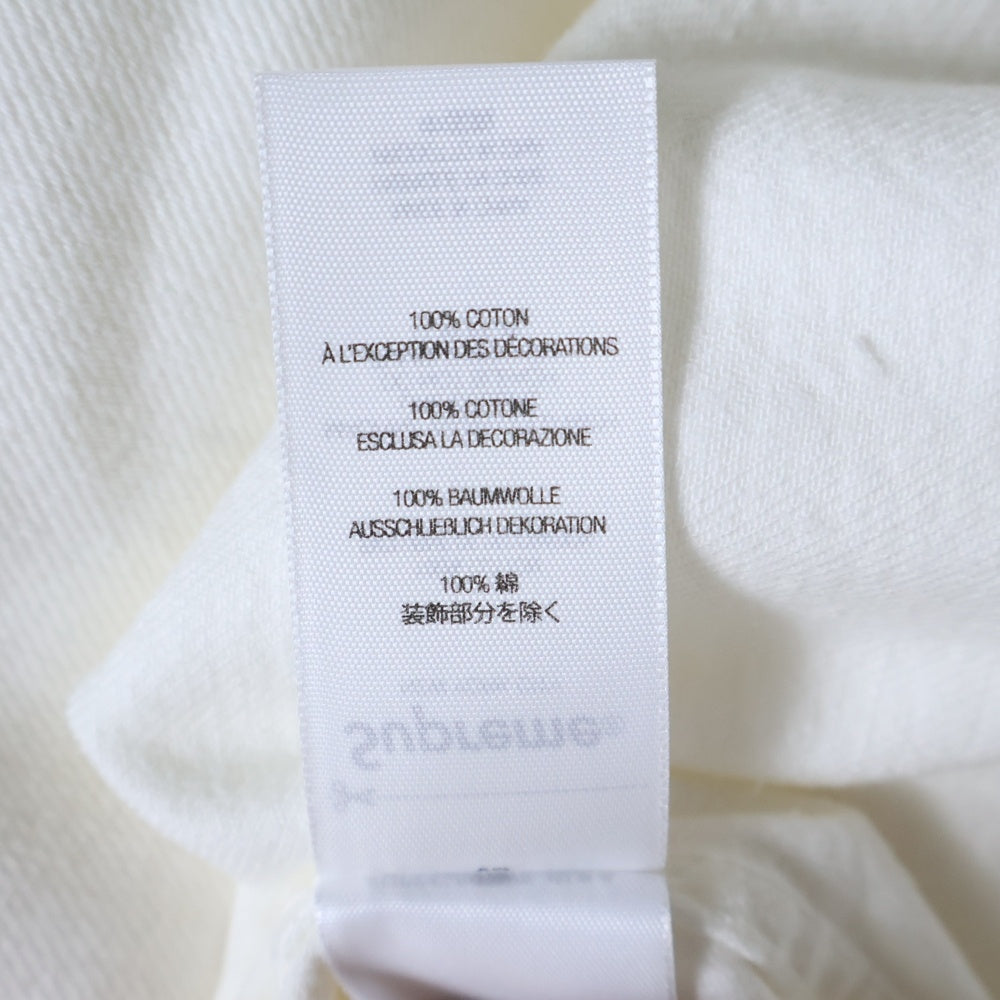 100% COTON
À L'EXCEPTION DES DÉCORATIONS
100% COTONE
ESCLUSA LA DECORAZIONE
100% BAUMWOLLE
AUSSCHLIEßLICH DEKORATION
100% 綿
装飾部分を除く
Supreme®